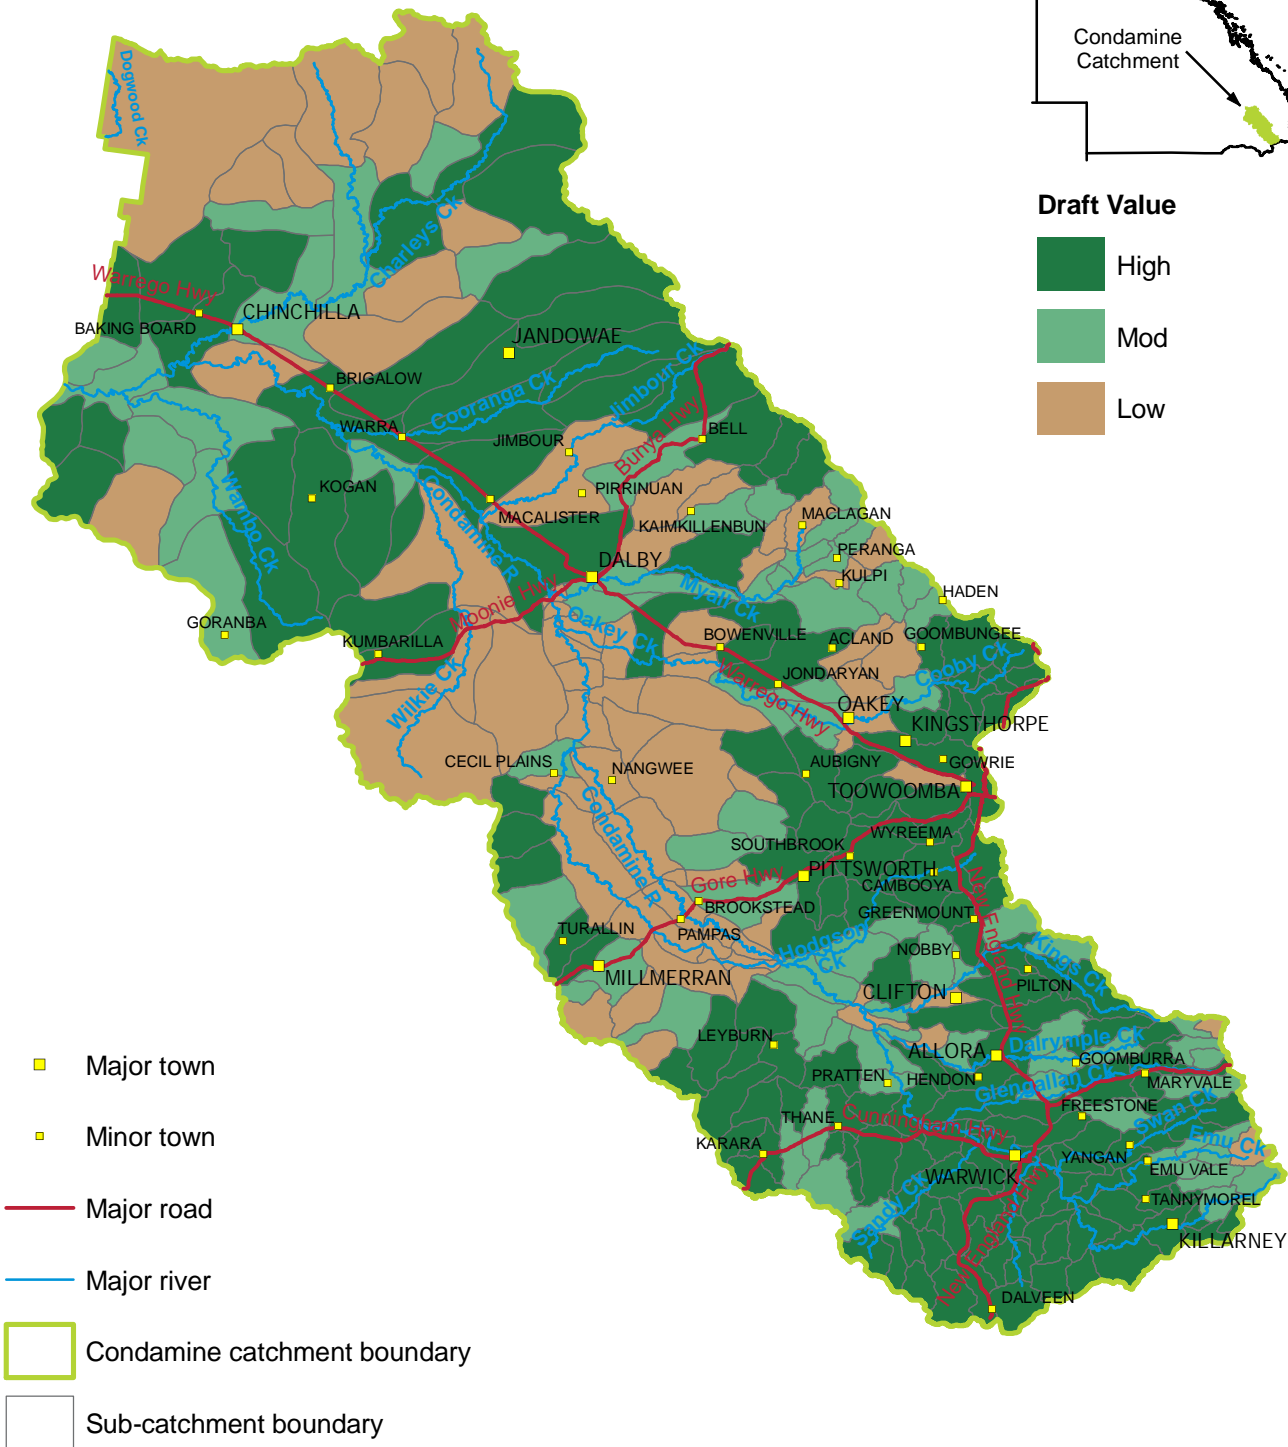 Condamine
Catchment
Draft Value
High
Mod
Low
Dogwood Ck
Charleys Ck
Warrego Hwy
CHINCHILLA
BAKING BOARD
JANDOWAE
Jimbour Ck
BRIGALOW
Cooranga Ck
WARRA
JIMBOUR
Bunya Hwy
BELL
KOGAN
Condamine R
PIRRINUAN
Wambo Ck
MACALISTER
KAIMKILLENBUN
MACLAGAN
PERANGA
DALBY
KULPI
Myall Ck
HADEN
Moonie Hwy
GORANBA
KUMBARILLA
Oakey Ck
BOWENVILLE
ACLAND
GOOMBUNGEE
Cooby Ck
Wilkie Ck
Warrego Hwy
JONDARYAN
OAKEY
KINGSTHORPE
CECIL PLAINS
NANGWEE
AUBIGNY
GOWRIE
TOOWOOMBA
Condamine R
SOUTHBROOK
WYREEMA
PITTSWORTH
Gore Hwy
CAMBOOYA
New England Hwy
BROOKSTEAD
GREENMOUNT
TURALLIN
PAMPAS
Hodgson
Ck
NOBBY
Kings Ck
MILLMERRAN
CLIFTON
PILTON
LEYBURN
ALLORA
Dalrymple Ck
GOOMBURRA
PRATTEN
HENDON
Glengallan Ck
MARYVALE
THANE
Cunningham Hwy
FREESTONE
Swan Ck
KARARA
Emu Ck
YANGAN
EMU VALE
WARWICK
Sandy Ck
TANNYMOREL
New England Hwy
KILLARNEY
DALVEEN
Major town
Minor town
Major road
Major river
Condamine catchment boundary
Sub-catchment boundary